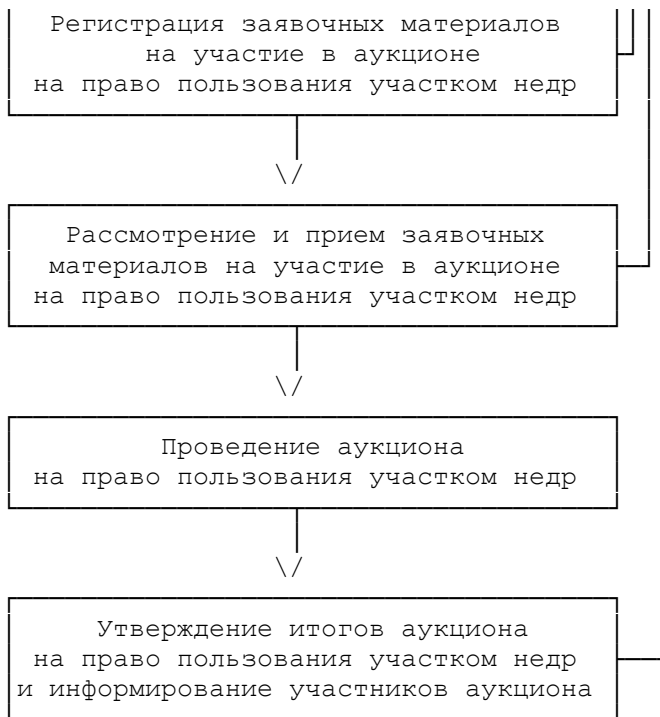 Регистрация заявочных материалов
на участие в аукционе
на право пользования участком недр
\/
Рассмотрение и прием заявочных
материалов на участие в аукционе
на право пользования участком недр
\/
Проведение аукциона
на право пользования участком недр
\/
Утверждение итогов аукциона
на право пользования участком недр
и информирование участников аукциона